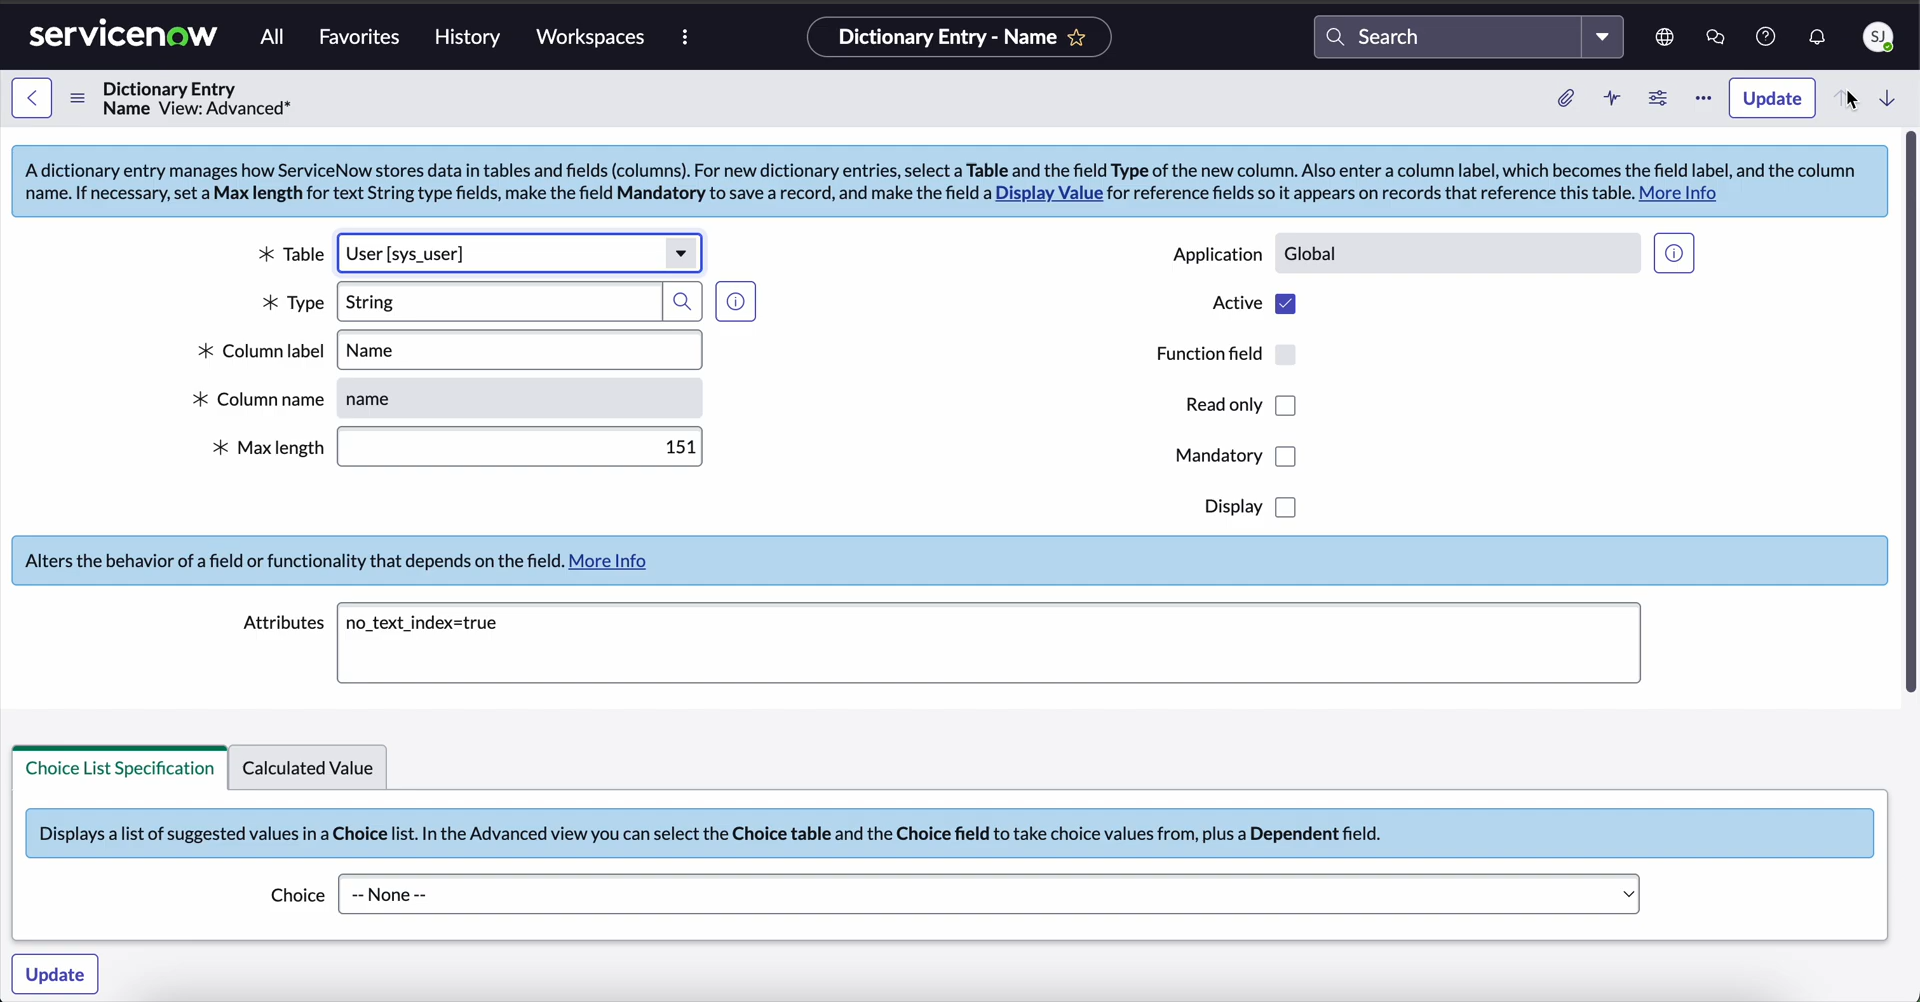 servicenow All Favorites History Workspaces Dictionary Entry - Name Search SJ
Dictionary Entry
Name View: Advanced* Update
A dictionary entry manages how ServiceNow stores data in tables and fields (columns). For new dictionary entries, select a Table and the field Type of the new column. Also enter a column label, which becomes the field label, and the column
name. If necessary, set a Max length for text String type fields, make the field Mandatory to save a record, and make the field a Display Value for reference fields so it appears on records that reference this table. More Info
Table User [sys_user] Application Global
Type String Active
Column label Name Function field
Column name name Read only
Max length 151 Mandatory
Display
Alters the behavior of a field or functionality that depends on the field. More Info
Attributes no_text_index=true
Choice List Specification Calculated Value
Displays a list of suggested values in a Choice list. In the Advanced view you can select the Choice table and the Choice field to take choice values from, plus a Dependent field.
Choice -- None --
Update